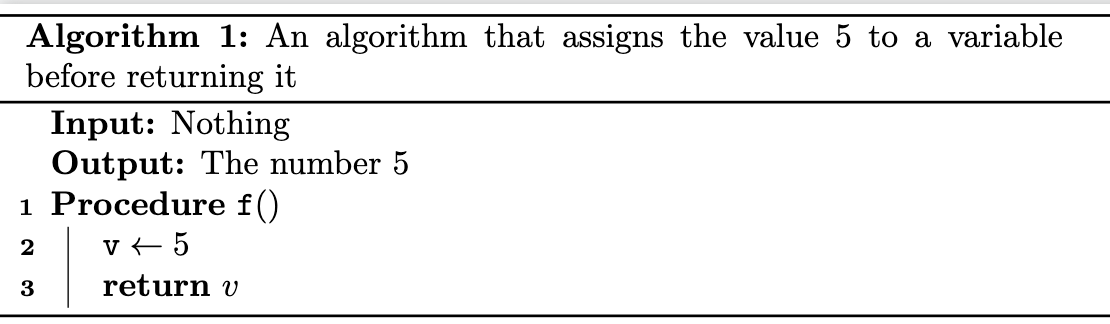 Algorithm 1: An algorithm that assigns the value 5 to a variable
before returning it
Input: Nothing
Output: The number 5
1 Procedure f()
2 v ← 5
3 return v